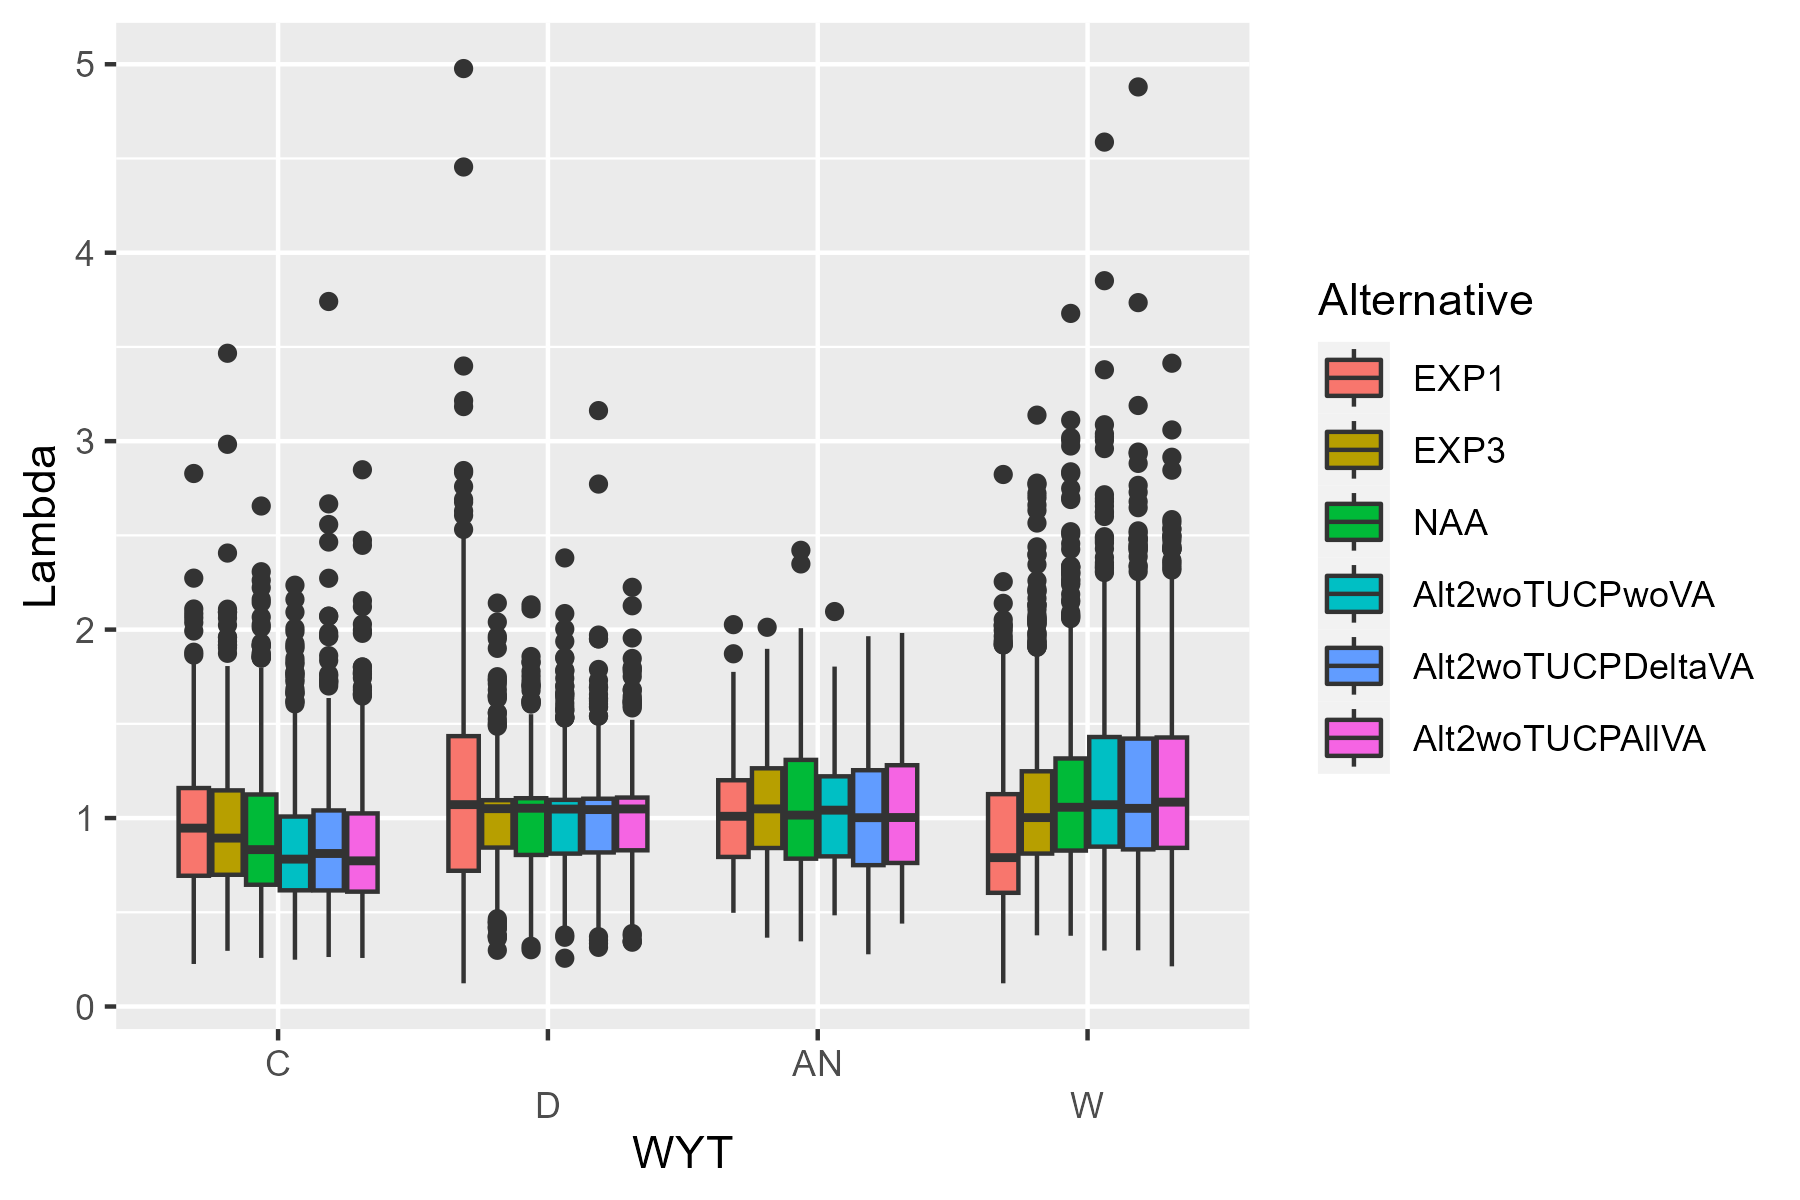 Lambda
5
4
3
2
1
0
C
D
AN
W
WYT
Alternative
EXP1
EXP3
NAA
Alt2woTUCPwoVA
Alt2woTUCPDeltaVA
Alt2woTUCPAllVA